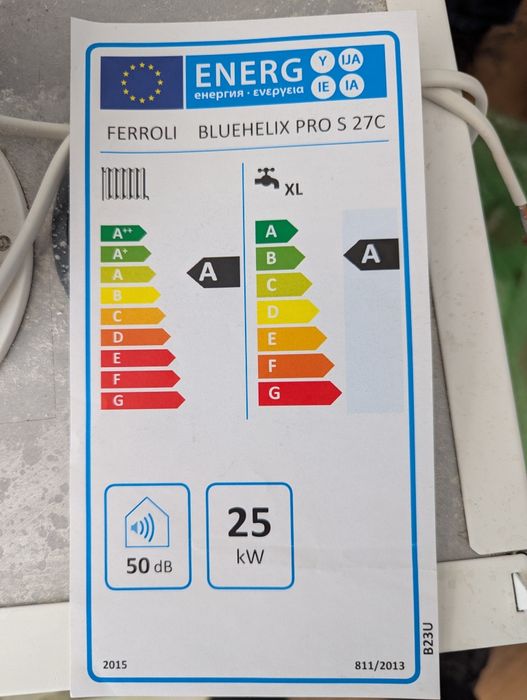 ENERG
енергия · ενεργεια
Y
IJA
IE
IA
FERROLI BLUEHELIX PRO S 27C
XL
A++
A+
A
B
C
D
E
F
G
A
A
B
C
D
E
F
G
A
50 dB
25
kW
2015
811/2013
B23U